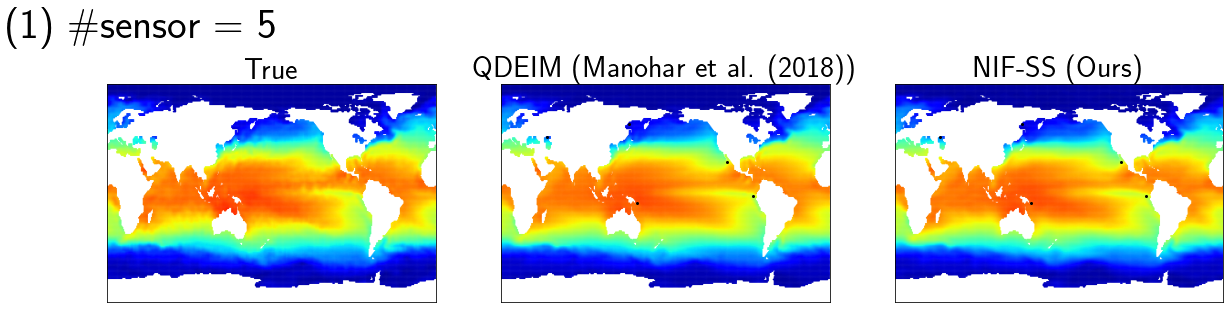 (1) #sensor = 5
True
QDEIM (Manohar et al. (2018))
NIF-SS (Ours)